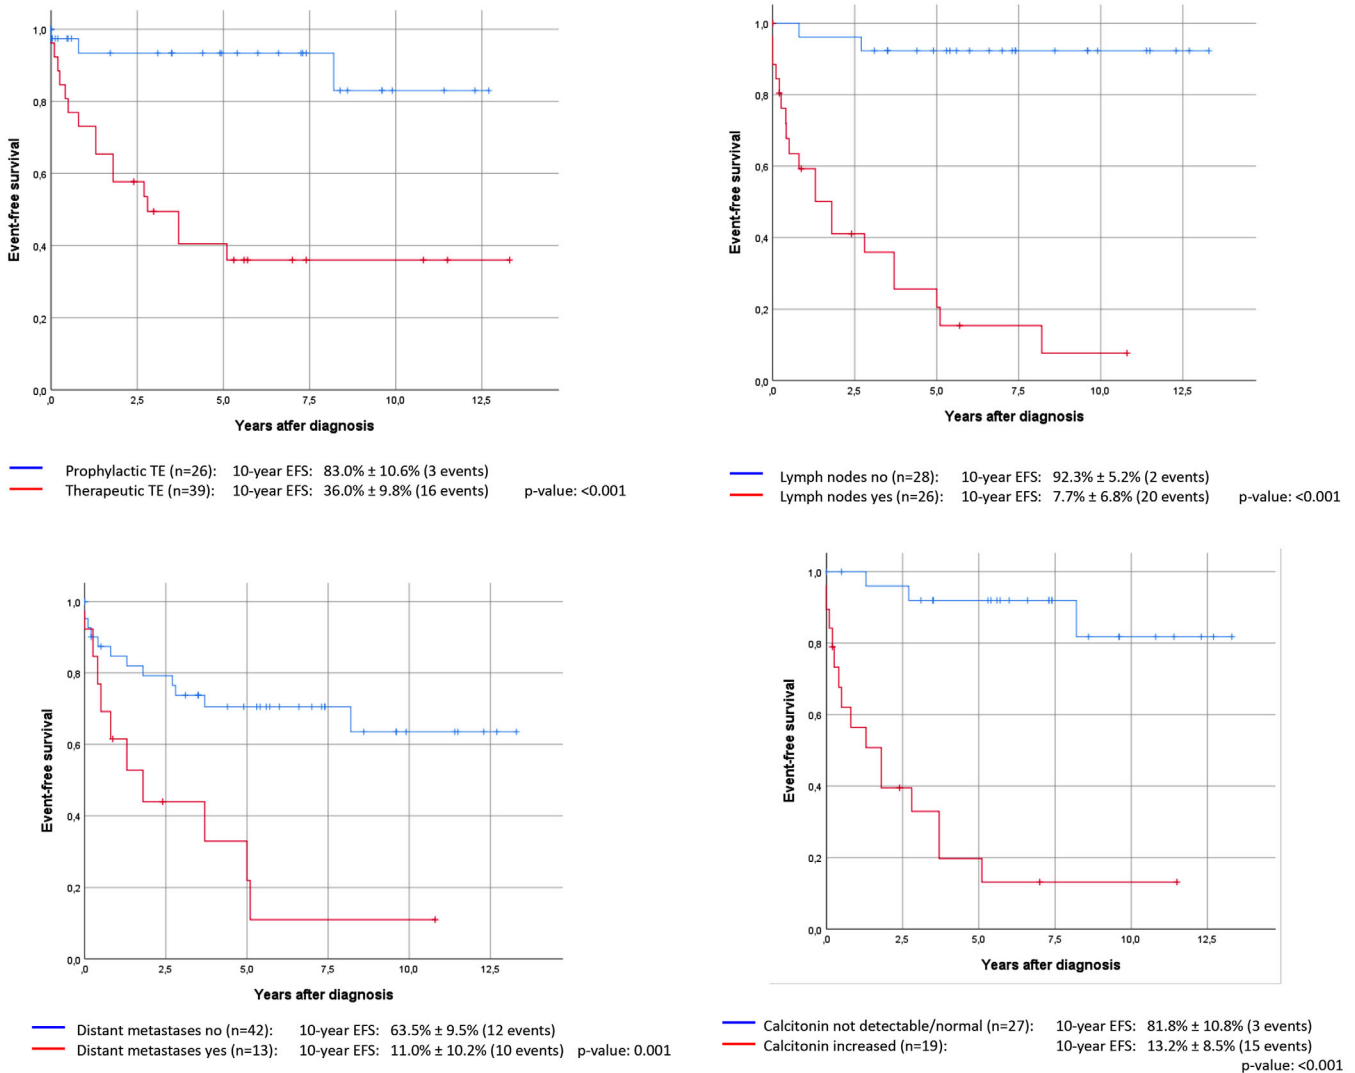 1,0
0,8
0,6
0,4
0,2
0,0
Event-free survival
,0 2,5 5,0 7,5 10,0 12,5
Years atfer diagnosis
Prophylactic TE (n=26): 10-year EFS: 83.0% ± 10.6% (3 events)
Therapeutic TE (n=39): 10-year EFS: 36.0% ± 9.8% (16 events) p-value: <0.001
1,0
0,8
0,6
0,4
0,2
0,0
Event-free survival
,0 2,5 5,0 7,5 10,0 12,5
Years after diagnosis
Lymph nodes no (n=28): 10-year EFS: 92.3% ± 5.2% (2 events)
Lymph nodes yes (n=26): 10-year EFS: 7.7% ± 6.8% (20 events) p-value: <0.001
1,0
0,8
0,6
0,4
0,2
0,0
Event-free survival
,0 2,5 5,0 7,5 10,0 12,5
Years after diagnosis
Distant metastases no (n=42): 10-year EFS: 63.5% ± 9.5% (12 events)
Distant metastases yes (n=13): 10-year EFS: 11.0% ± 10.2% (10 events) p-value: 0.001
1,0
0,8
0,6
0,4
0,2
0,0
Event-free survival
,0 2,5 5,0 7,5 10,0 12,5
Years after diagnosis
Calcitonin not detectable/normal (n=27): 10-year EFS: 81.8% ± 10.8% (3 events)
Calcitonin increased (n=19): 10-year EFS: 13.2% ± 8.5% (15 events)
p-value: <0.001